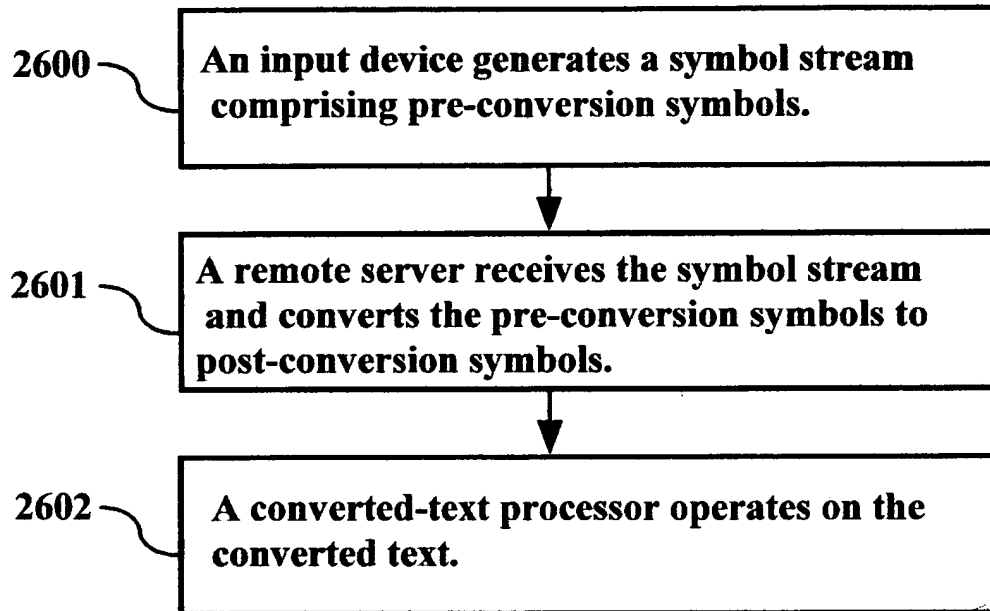 2600
An input device generates a symbol stream
comprising pre-conversion symbols.
2601
A remote server receives the symbol stream
and converts the pre-conversion symbols to
post-conversion symbols.
2602
A converted-text processor operates on the
converted text.